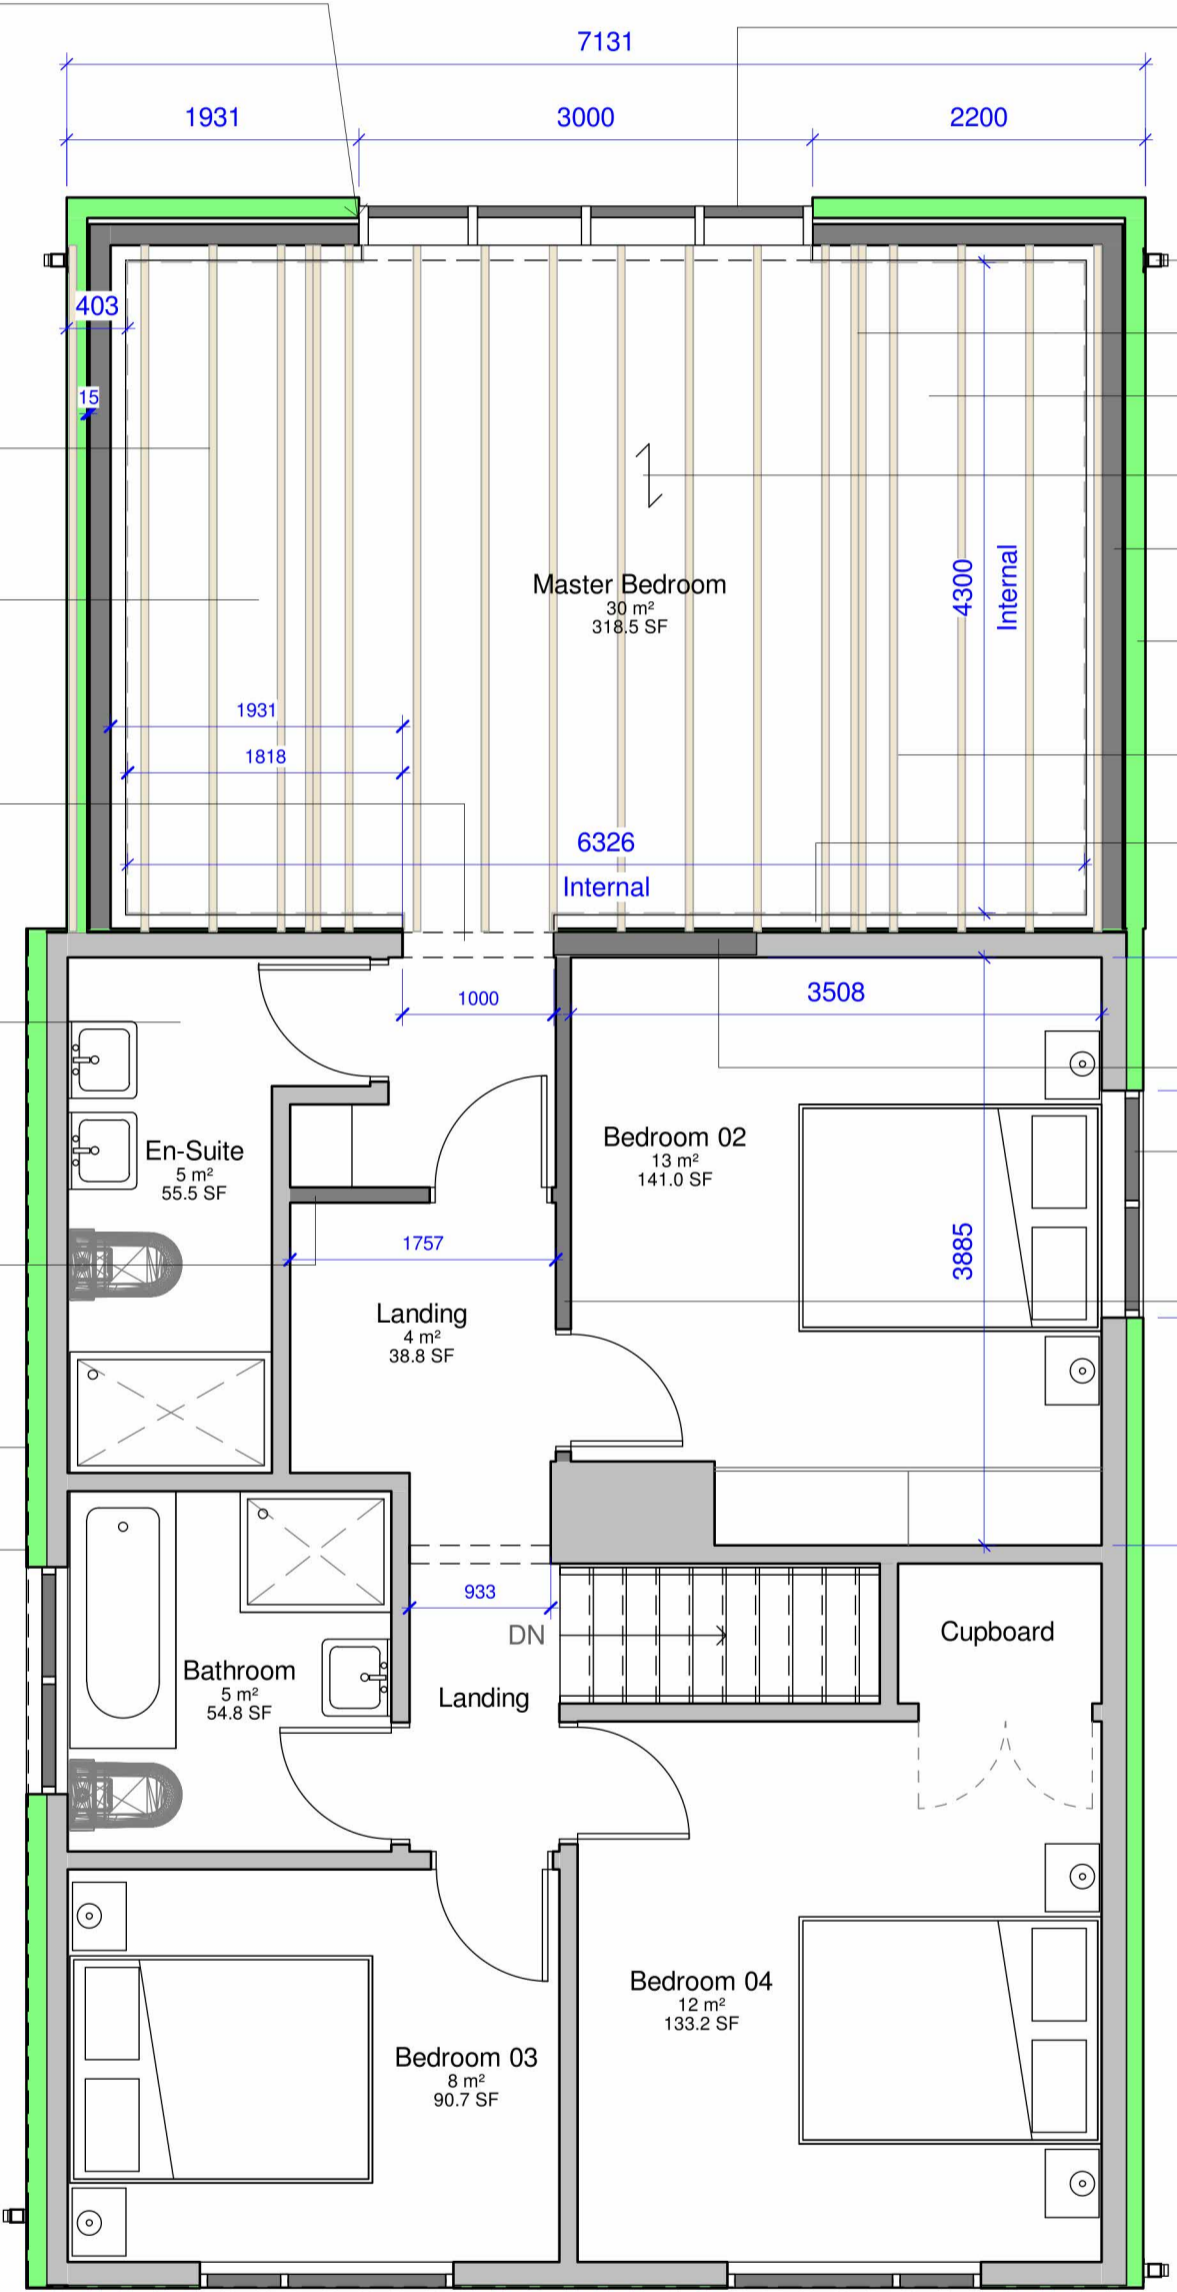 7131
1931
3000
2200
403
15
Master Bedroom
30 m²
318.5 SF
4300
Internal
1931
1818
6326
Internal
1000
3508
En-Suite
5 m²
55.5 SF
Bedroom 02
13 m²
141.0 SF
3885
1757
Landing
4 m²
38.8 SF
933
DN
Cupboard
Bathroom
5 m²
54.8 SF
Landing
Bedroom 03
8 m²
90.7 SF
Bedroom 04
12 m²
133.2 SF